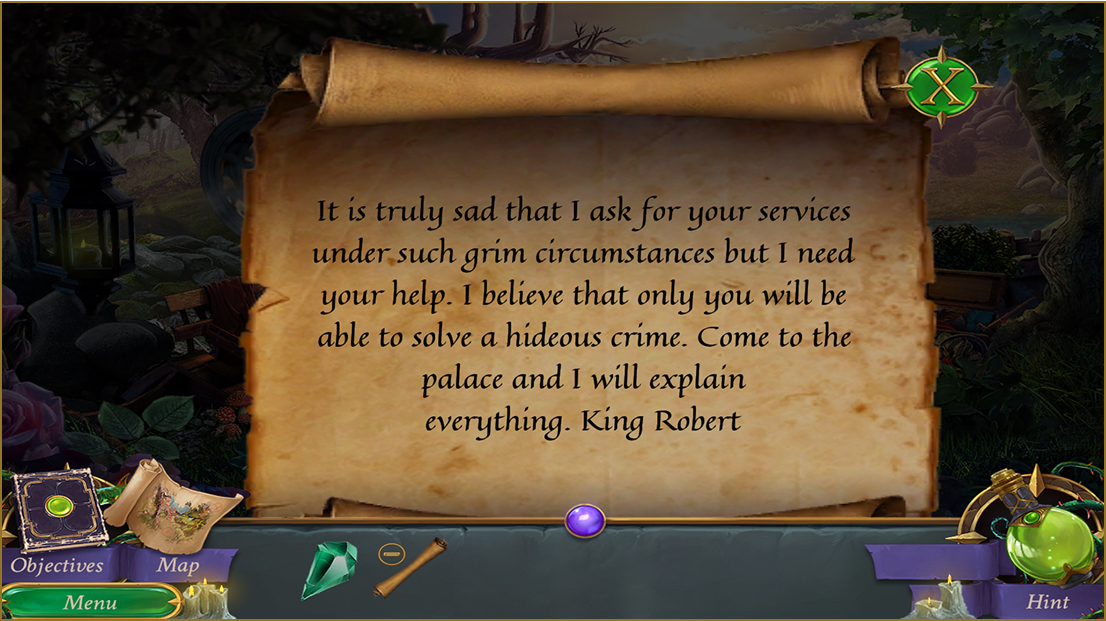 X
It is truly sad that I ask for your services
under such grim circumstances but I need
your help. I believe that only you will be
able to solve a hideous crime. Come to the
palace and I will explain
everything. King Robert
Objectives
Map
Menu
Hint